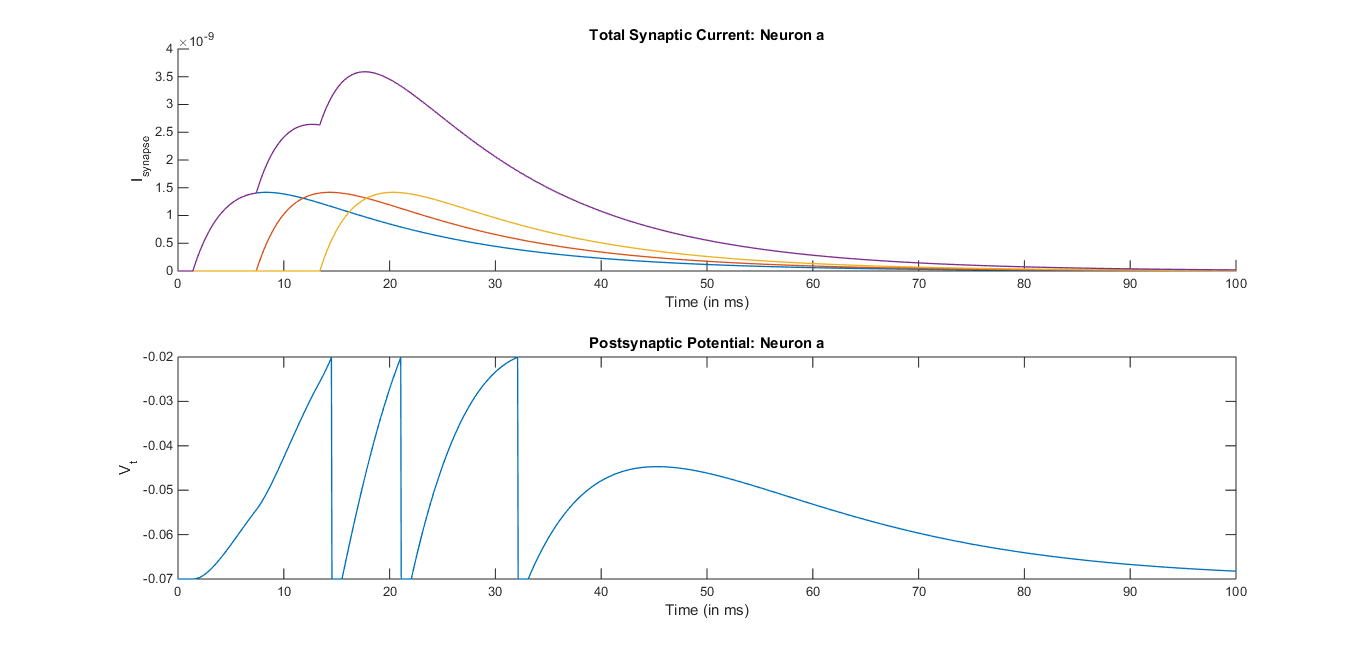 Total Synaptic Current: Neuron a
×10^-9
4
3.5
3
2.5
2
1.5
1
0.5
0
I_synapse
0 10 20 30 40 50 60 70 80 90 100
Time (in ms)
Postsynaptic Potential: Neuron a
-0.02
-0.03
-0.04
-0.05
-0.06
-0.07
V_t
0 10 20 30 40 50 60 70 80 90 100
Time (in ms)